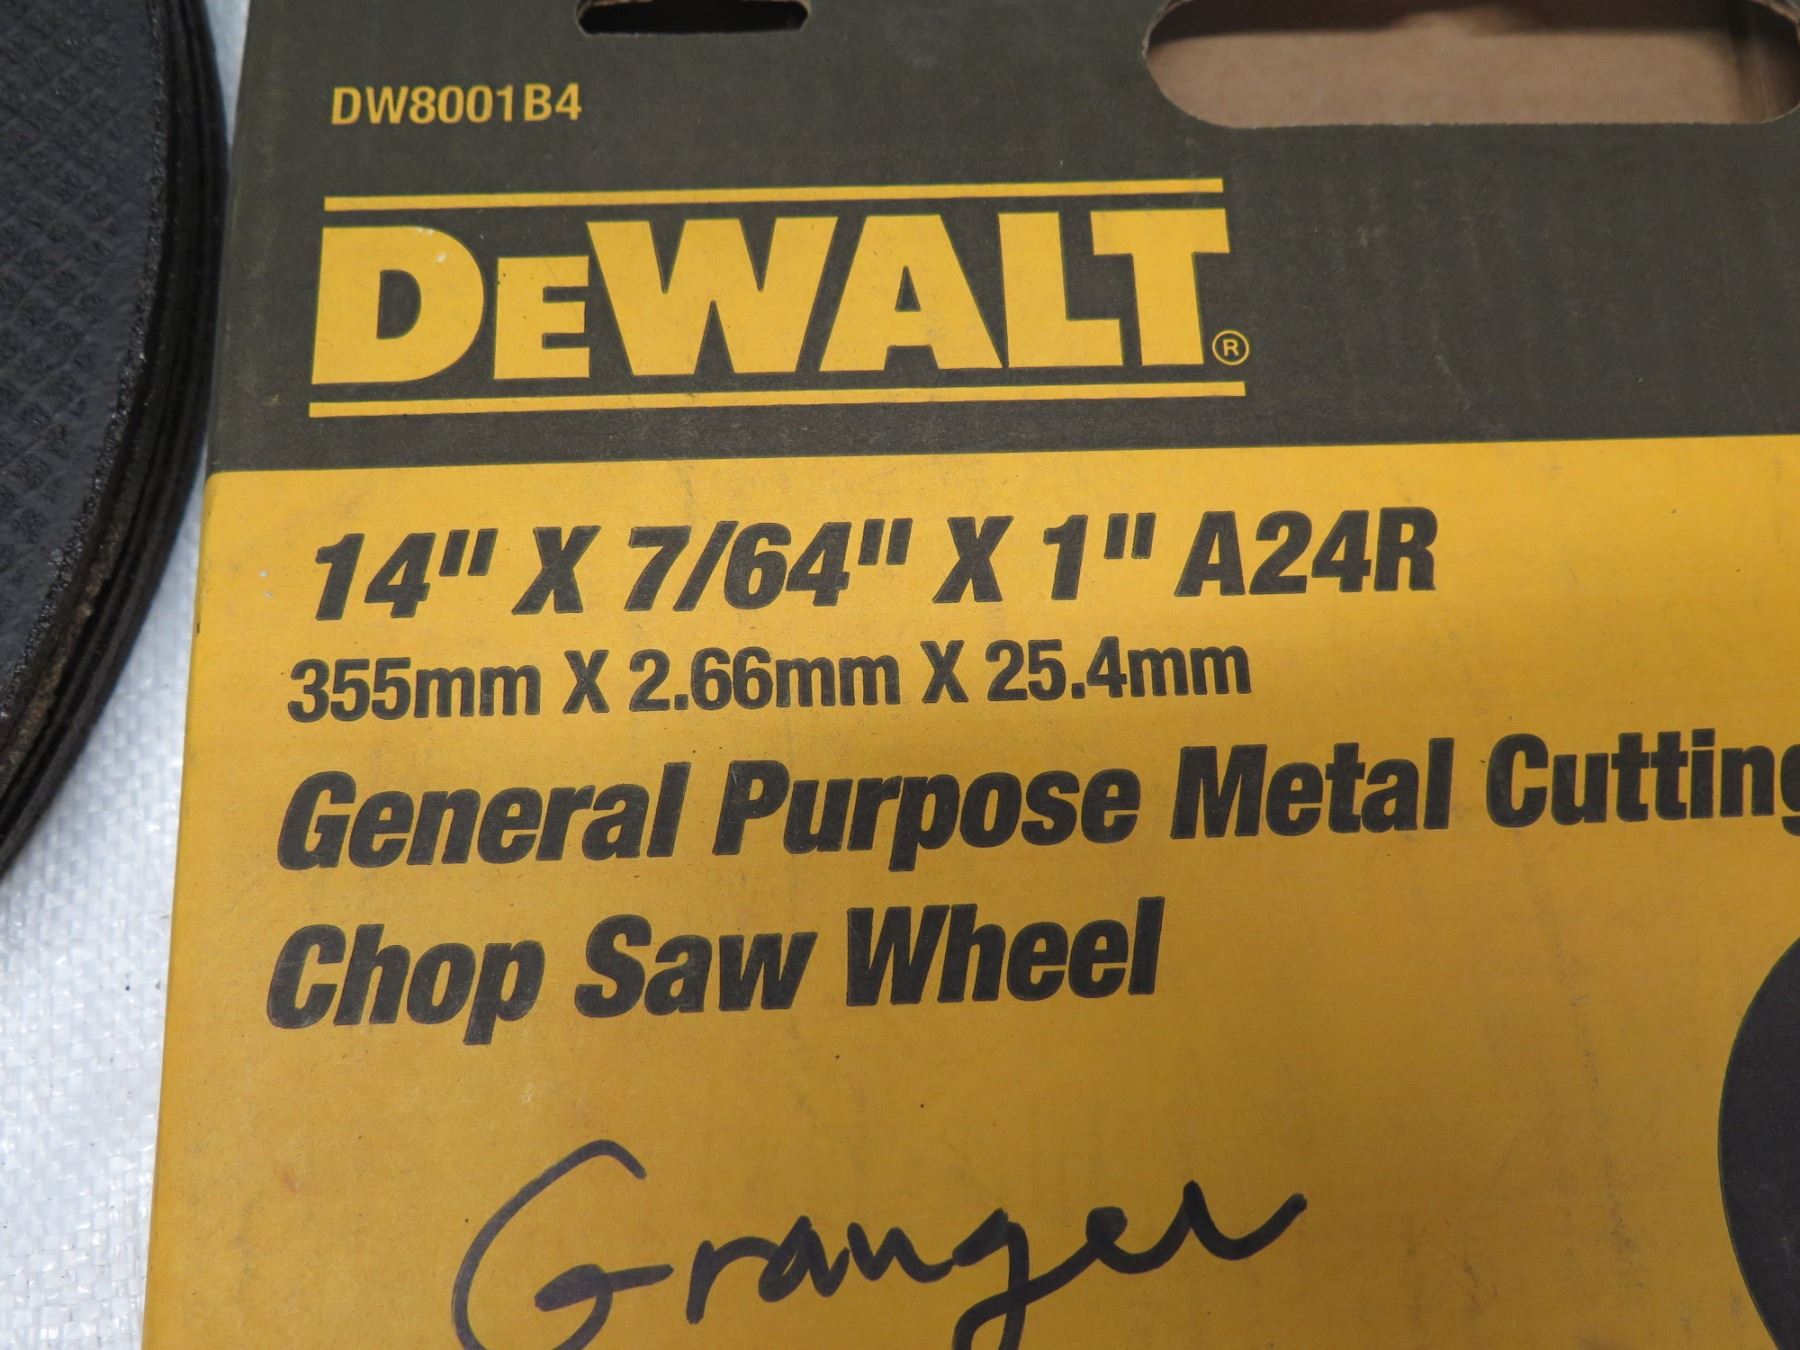 DW8001B4
DEWALT®
14" X 7/64" X 1" A24R
355mm X 2.66mm X 25.4mm
General Purpose Metal Cutting
Chop Saw Wheel
Granger